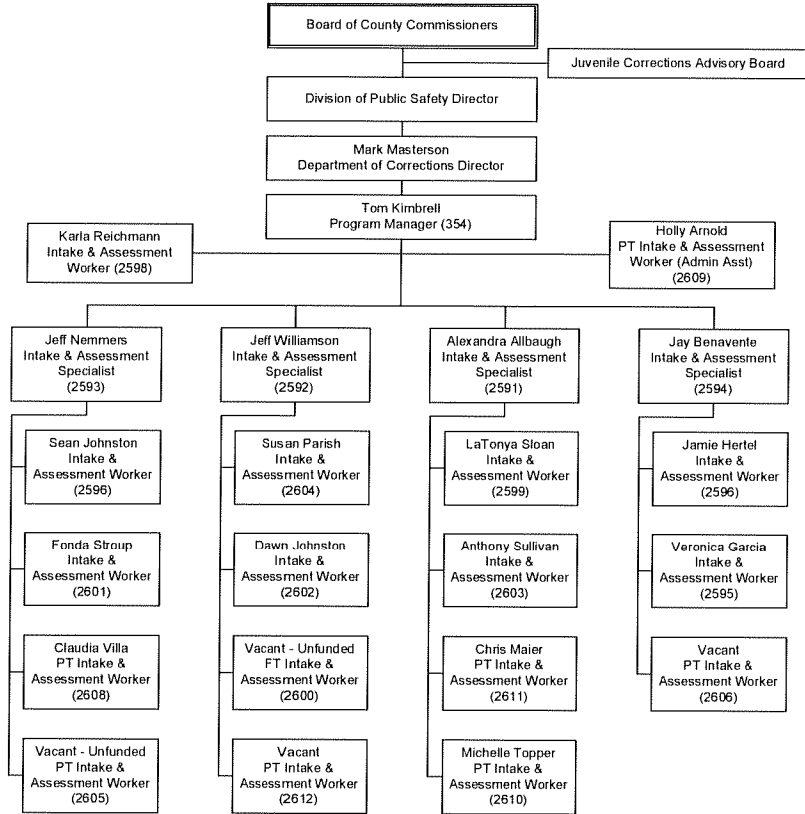 Board of County Commissioners
Juvenile Corrections Advisory Board
Division of Public Safety Director
Mark Masterson
Department of Corrections Director
Tom Kimbrell
Program Manager (354)
Karla Reichmann
Intake & Assessment
Worker (2598)
Holly Arnold
PT Intake & Assessment
Worker (Admin Asst)
(2609)
Jeff Nemmers
Intake & Assessment
Specialist
(2593)
Jeff Williamson
Intake & Assessment
Specialist
(2592)
Alexandra Allbaugh
Intake & Assessment
Specialist
(2591)
Jay Benavente
Intake & Assessment
Specialist
(2594)
Sean Johnston
Intake &
Assessment Worker
(2596)
Susan Parish
Intake &
Assessment Worker
(2604)
LaTonya Sloan
Intake &
Assessment Worker
(2599)
Jamie Hertel
Intake &
Assessment Worker
(2596)
Fonda Stroup
Intake &
Assessment Worker
(2601)
Dawn Johnston
Intake &
Assessment Worker
(2602)
Anthony Sullivan
Intake &
Assessment Worker
(2603)
Veronica Garcia
Intake &
Assessment Worker
(2595)
Claudia Villa
PT Intake &
Assessment Worker
(2608)
Vacant - Unfunded
FT Intake &
Assessment Worker
(2600)
Chris Maier
PT Intake &
Assessment Worker
(2611)
Vacant
PT Intake &
Assessment Worker
(2606)
Vacant - Unfunded
PT Intake &
Assessment Worker
(2605)
Vacant
PT Intake &
Assessment Worker
(2612)
Michelle Topper
PT Intake &
Assessment Worker
(2610)